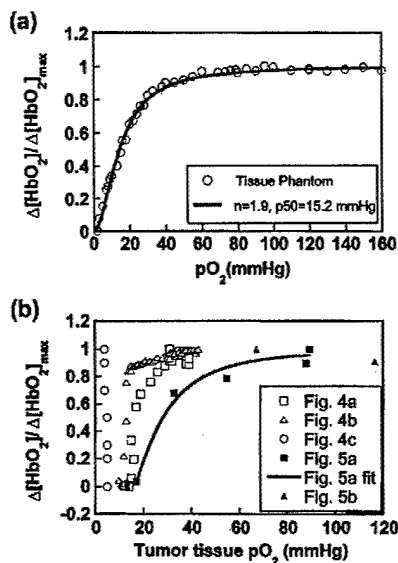 (a)
Δ[HbO₂]/ Δ[HbO₂]max
1.2
1
0.8
0.6
0.4
0.2
0
Tissue Phantom
n=1.9, p50=15.2 mmHg
0 20 40 60 80 100 120 140 160
pO₂(mmHg)
(b)
Δ[HbO₂]/ Δ[HbO₂]max
1.2
1
0.8
0.6
0.4
0.2
0
-0.2
Fig. 4a
Fig. 4b
Fig. 4c
Fig. 5a
Fig. 5a fit
Fig. 5b
0 20 40 60 80 100 120
Tumor tissue pO₂ (mmHg)